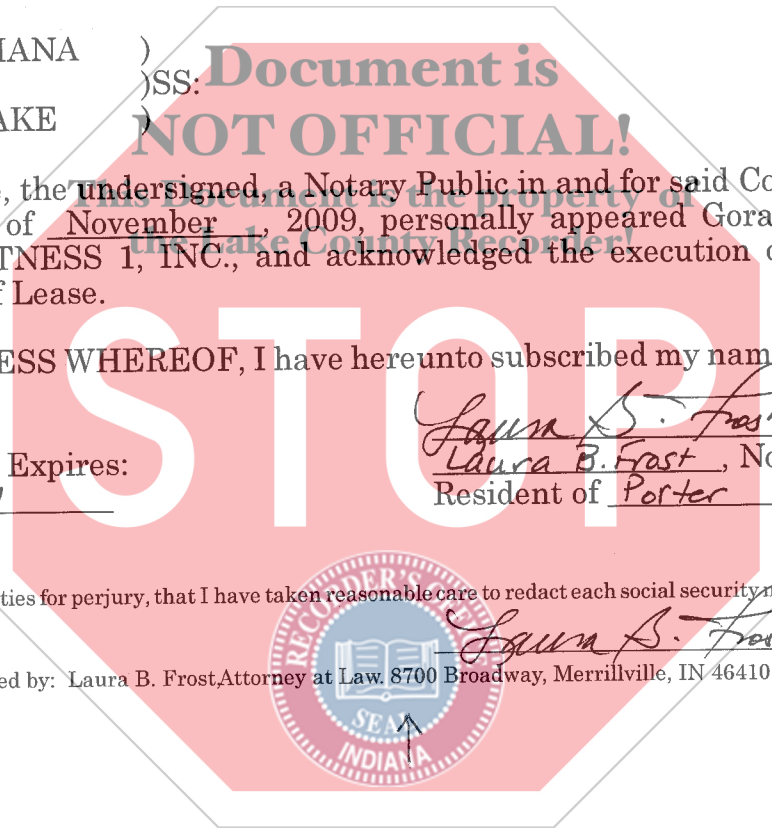 IANA )
)SS:
AKE )
Document is
NOT OFFICIAL!
This Document is the property of
the Lake County Recorder!
, the undersigned, a Notary Public in and for said Co
of November, 2009, personally appeared Gora
TNESS 1, INC., and acknowledged the execution o
f Lease.
ESS WHEREOF, I have hereunto subscribed my nam
STOP
Laura B. Frost
Expires:
Laura B. Frost, No
Resident of Porter
ties for perjury, that I have taken reasonable care to redact each social security n
Laura B. Fros
ed by: Laura B. Frost,Attorney at Law. 8700 Broadway, Merrillville, IN 46410
RECORDER'S OFFICE
SEAL
INDIANA